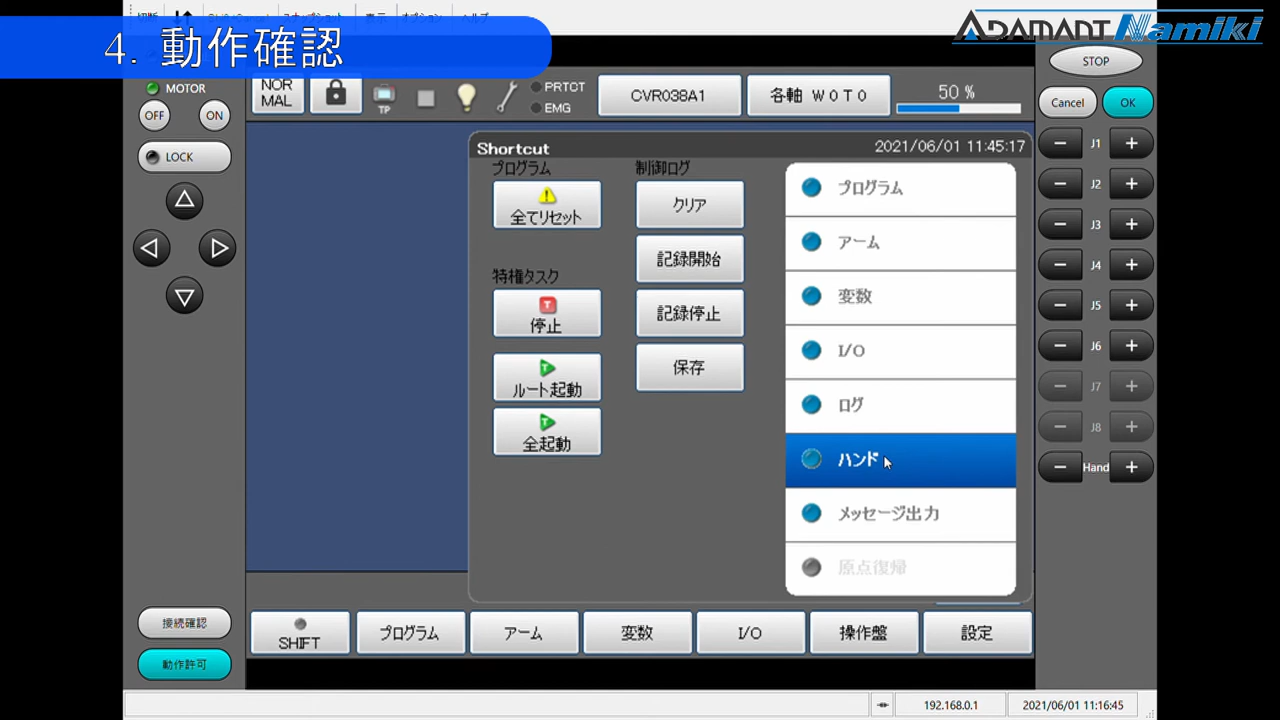 4. 動作確認
表示
ヘルプ
ADAMANT Namiki
MOTOR
OFF
ON
LOCK
NOR
MAL
TP
PRTCT
EMG
CVR038A1
各軸 W0T0
50 %
STOP
Cancel
OK
Shortcut
2021/06/01 11:45:17
プログラム
全てリセット
特権タスク
停止
ルート起動
全起動
制御ログ
クリア
記録開始
記録停止
保存
プログラム
アーム
変数
I/O
ログ
ハンド
メッセージ出力
原点復帰
J1
J2
J3
J4
J5
J6
J7
J8
Hand
接続確認
動作許可
SHIFT
プログラム
アーム
変数
I/O
操作盤
設定
192.168.0.1
2021/06/01 11:16:45